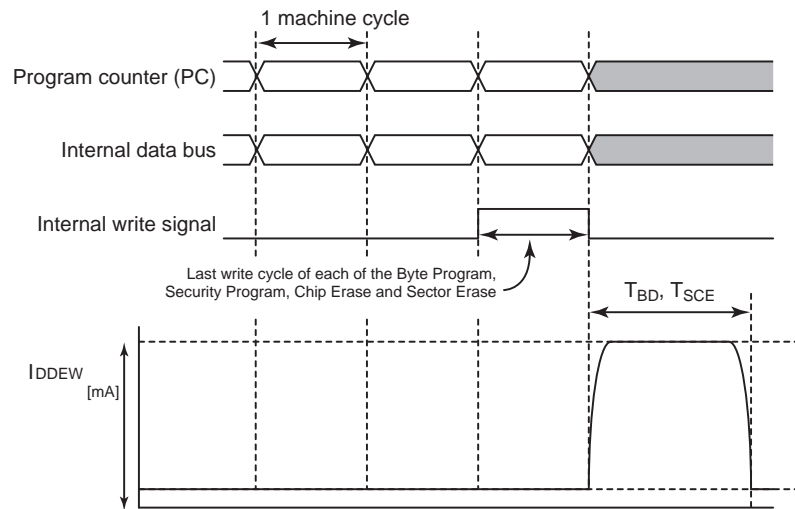 1 machine cycle
Program counter (PC)
Internal data bus
Internal write signal
Last write cycle of each of the Byte Program,
Security Program, Chip Erase and Sector Erase
TBD, TSCE
IDDEW
[mA]